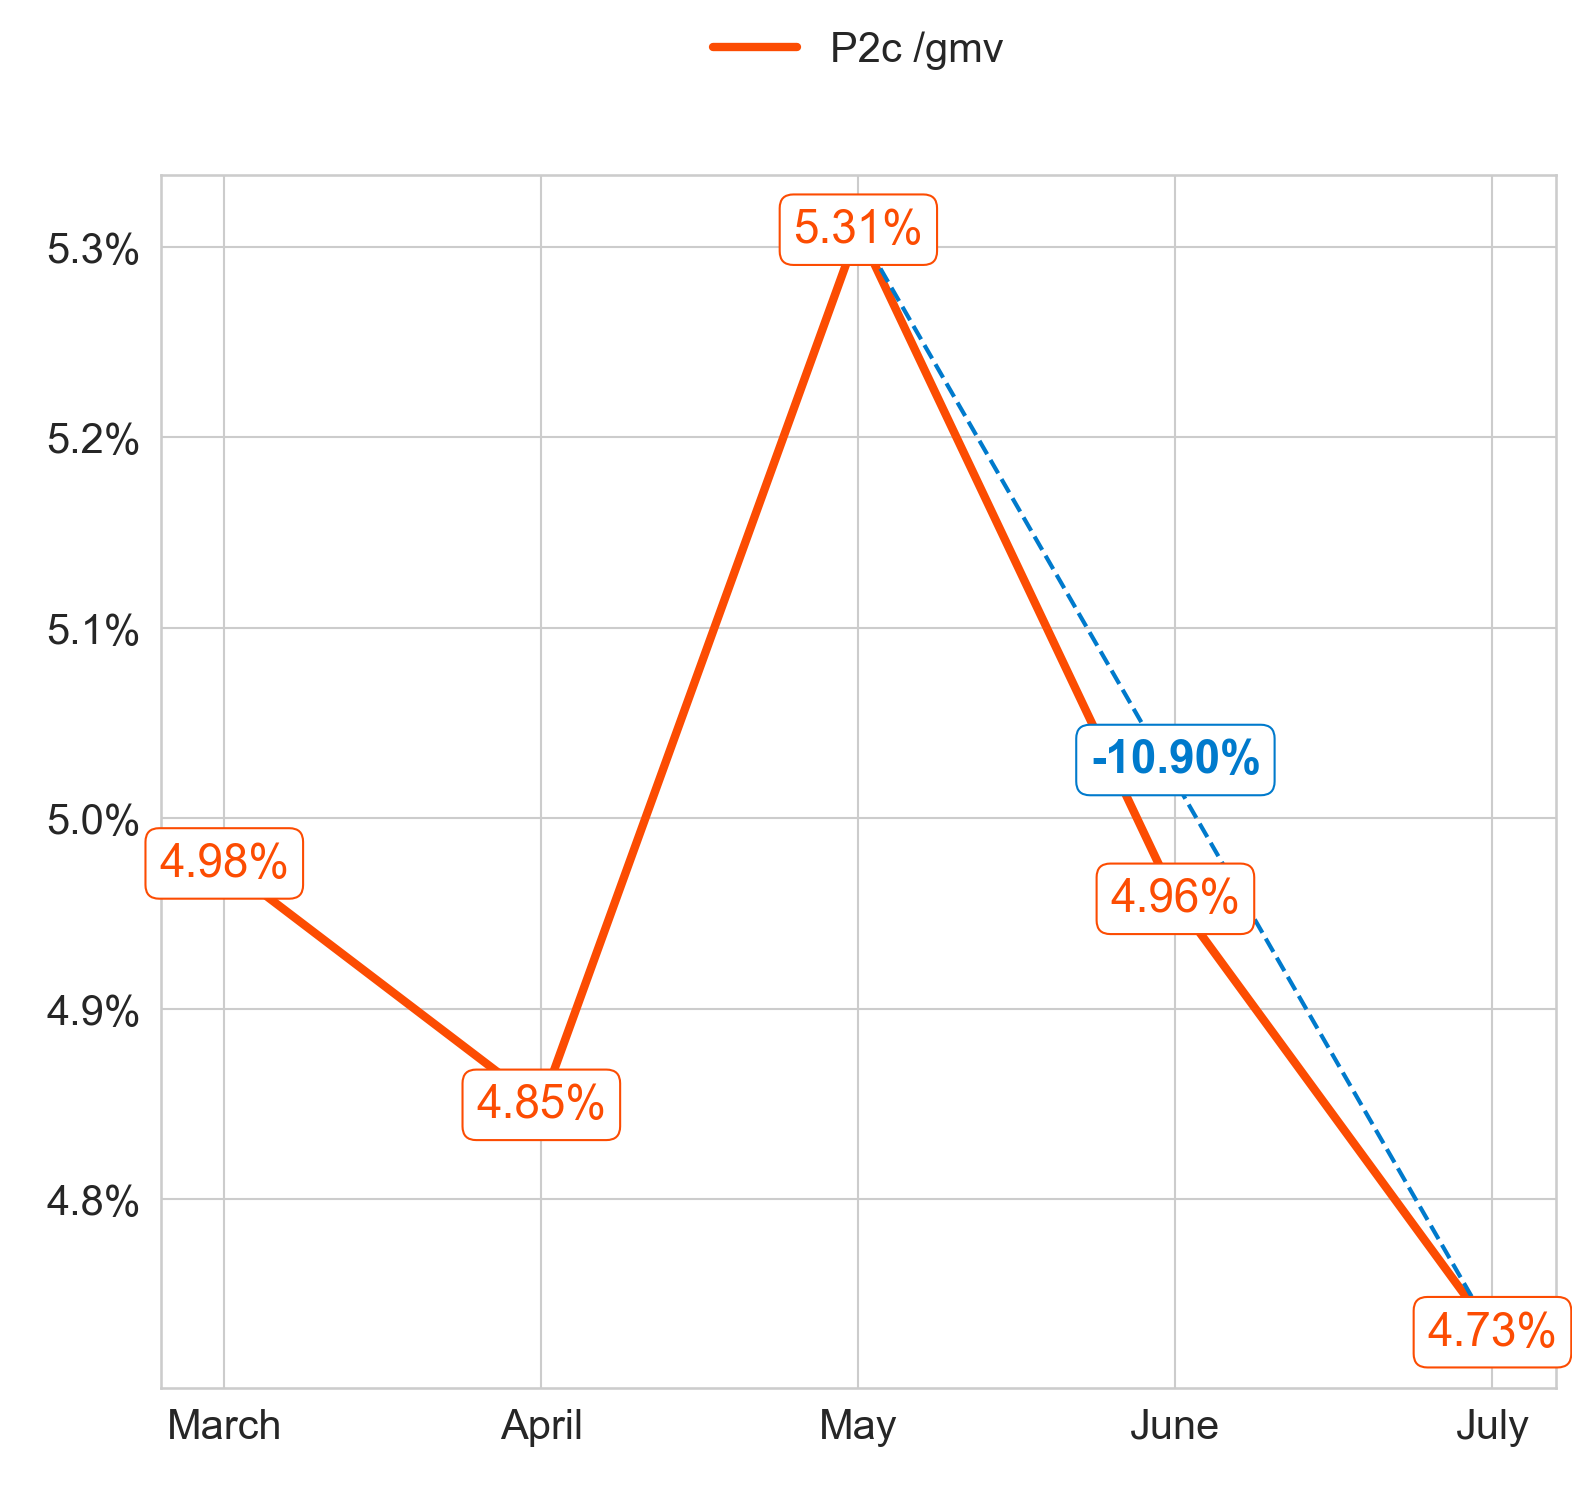 P2c /gmv
5.31%
5.3%
5.2%
5.1%
-10.90%
5.0%
4.98%
4.96%
4.9%
4.85%
4.8%
4.73%
March
April
May
June
July